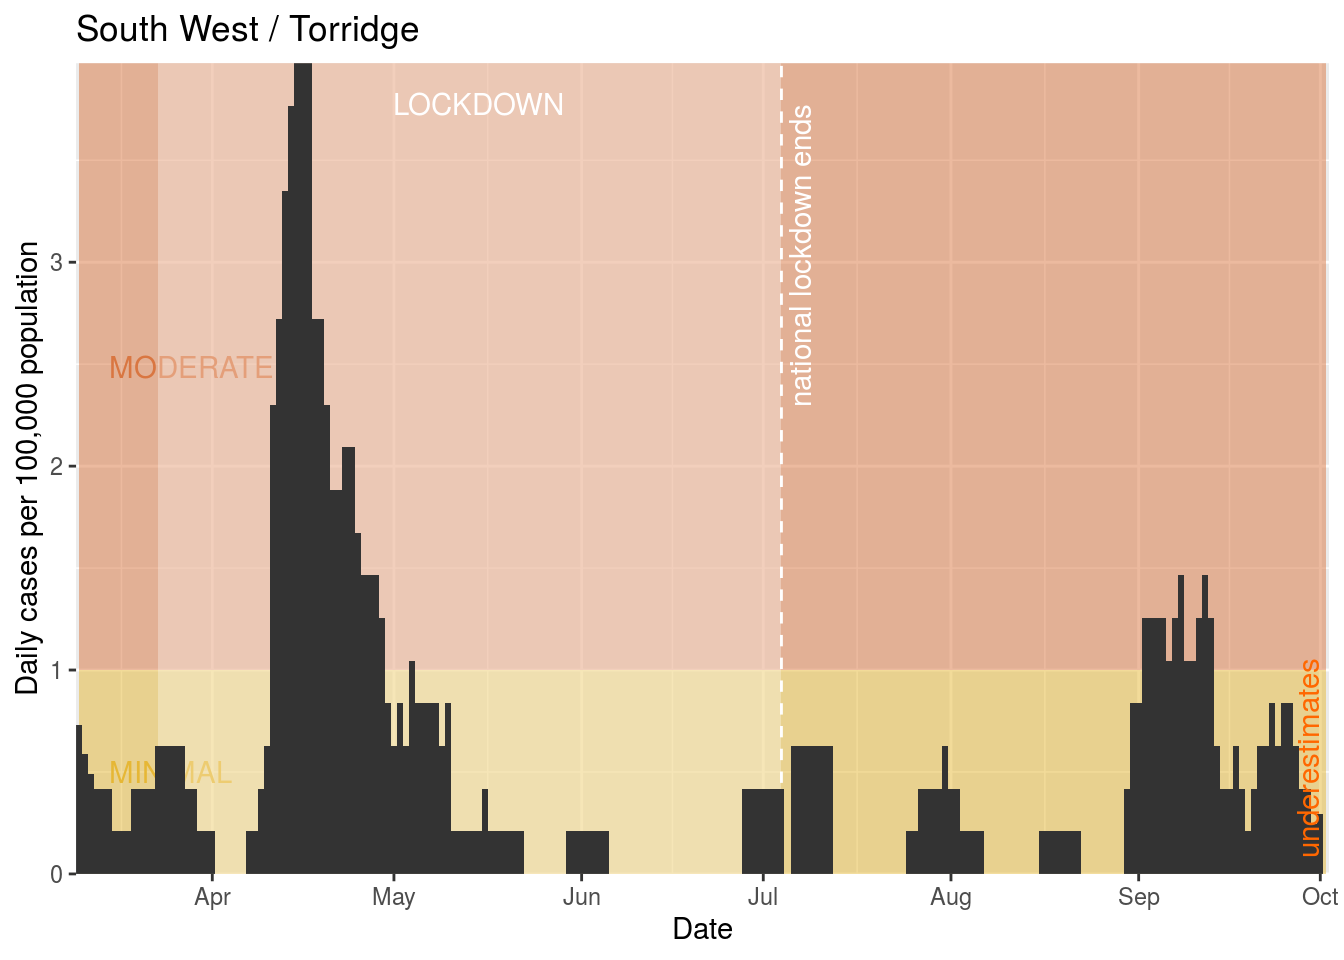 South West / Torridge
LOCKDOWN
national lockdown ends
MODERATE
MINIMAL
underestimates
Daily cases per 100,000 population
3
2
1
0
Apr May Jun Jul Aug Sep Oct
Date